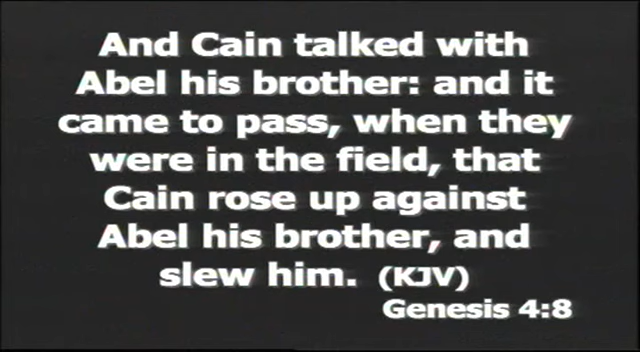 And Cain talked with
Abel his brother: and it
came to pass, when they
were in the field, that
Cain rose up against
Abel his brother, and
slew him. (KJV)
Genesis 4:8